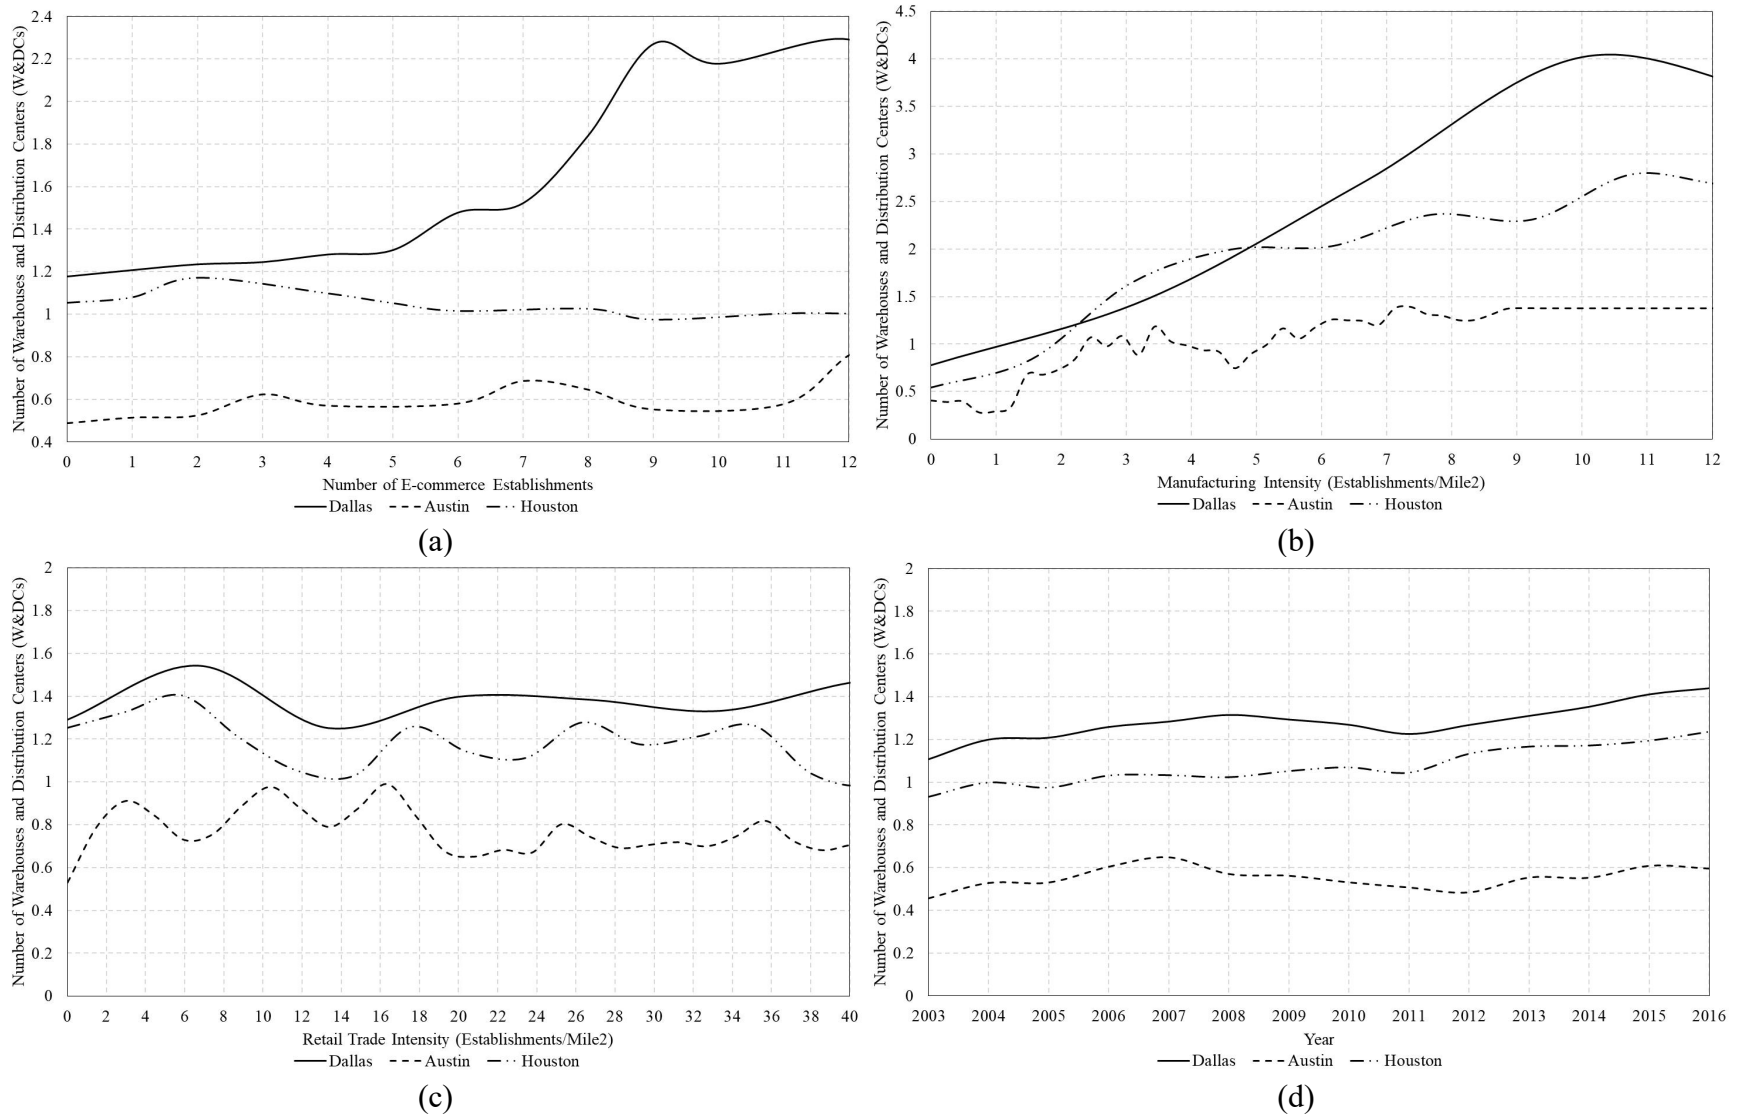 Number of Warehouses and Distribution Centers (W&DCs)
2.4
2.2
2
1.8
1.6
1.4
1.2
1
0.8
0.6
0.4
0 1 2 3 4 5 6 7 8 9 10 11 12
Number of E-commerce Establishments
Dallas Austin Houston
(a)
Number of Warehouses and Distribution Centers (W&DCs)
4.5
4
3.5
3
2.5
2
1.5
1
0.5
0
0 1 2 3 4 5 6 7 8 9 10 11 12
Manufacturing Intensity (Establishments/Mile2)
Dallas Austin Houston
(b)
Number of Warehouses and Distribution Centers (W&DCs)
2
1.8
1.6
1.4
1.2
1
0.8
0.6
0.4
0.2
0
0 2 4 6 8 10 12 14 16 18 20 22 24 26 28 30 32 34 36 38 40
Retail Trade Intensity (Establishments/Mile2)
Dallas Austin Houston
(c)
Number of Warehouses and Distribution Centers (W&DCs)
2
1.8
1.6
1.4
1.2
1
0.8
0.6
0.4
0.2
0
2003 2004 2005 2006 2007 2008 2009 2010 2011 2012 2013 2014 2015 2016
Year
Dallas Austin Houston
(d)